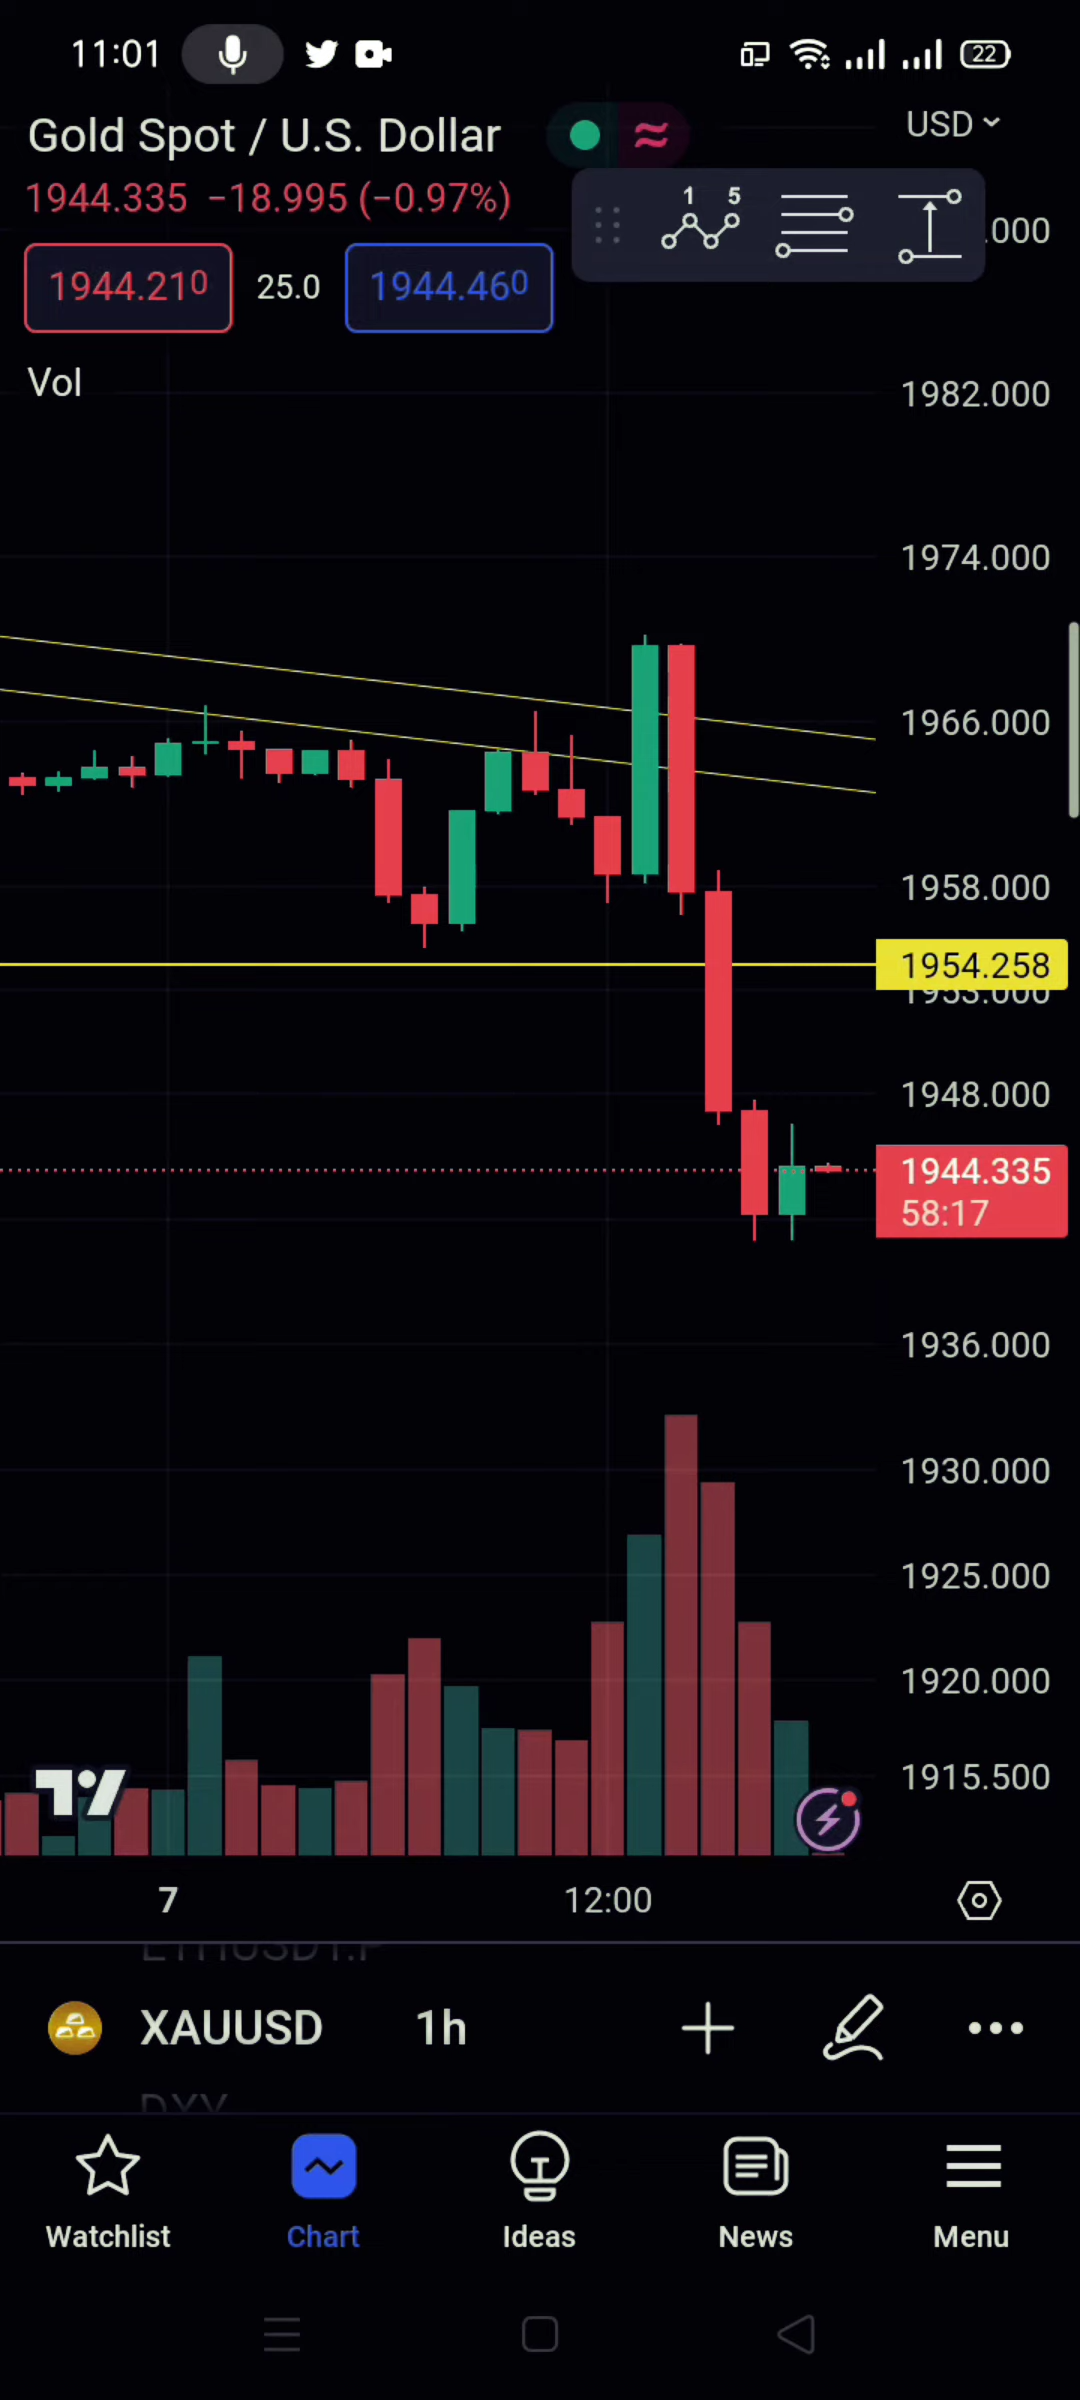 11:01
22
Gold Spot / U.S. Dollar
USD
1944.335 −18.995 (−0.97%)
1 5
.000
1944.210
25.0
1944.460
Vol
1982.000
1974.000
1966.000
1958.000
1954.258
1953.000
1948.000
1944.335
58:17
1936.000
1930.000
1925.000
1920.000
1915.500
7
12:00
XAUUSD
1h
Watchlist
Chart
Ideas
News
Menu